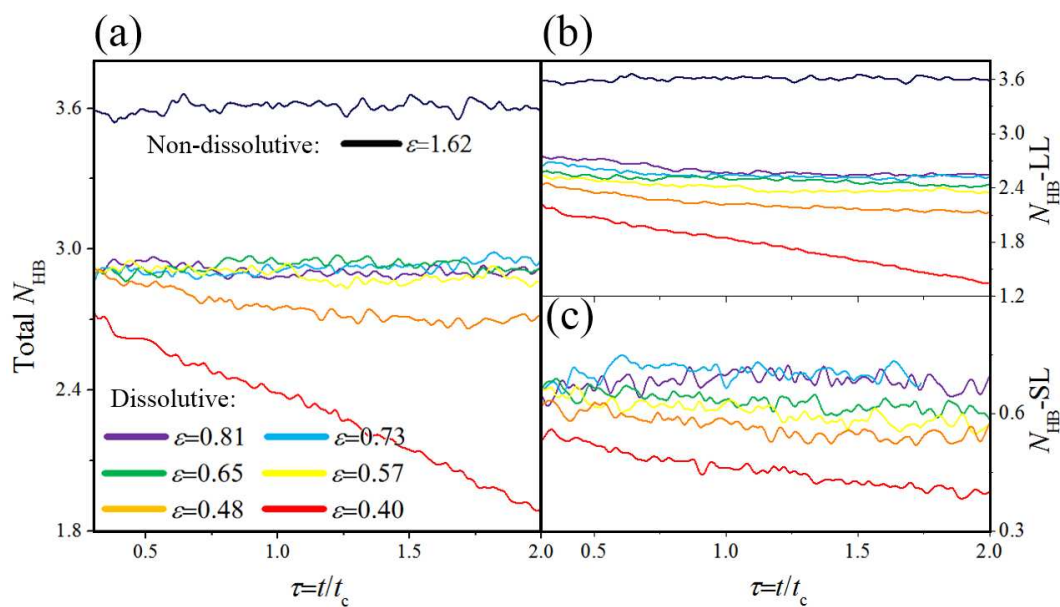 (a)
Total N_HB
3.6
3.0
2.4
1.8
Non-dissolutive: ε=1.62
Dissolutive:
ε=0.81 ε=0.73
ε=0.65 ε=0.57
ε=0.48 ε=0.40
0.5 1.0 1.5 2.0
τ=t/t_c
(b)
3.6
3.0
2.4
1.8
1.2
N_HB-LL
(c)
0.6
0.3
N_HB-SL
0.5 1.0 1.5 2.0
τ=t/t_c